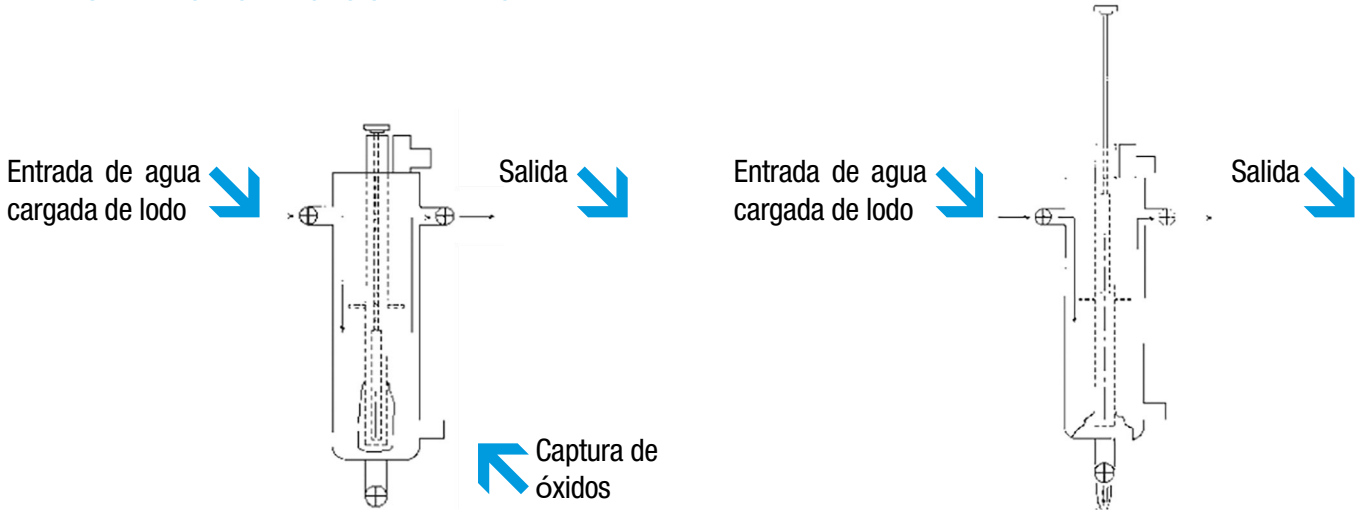 Entrada de agua
cargada de lodo
Salida
Captura de
óxidos
Entrada de agua
cargada de lodo
Salida